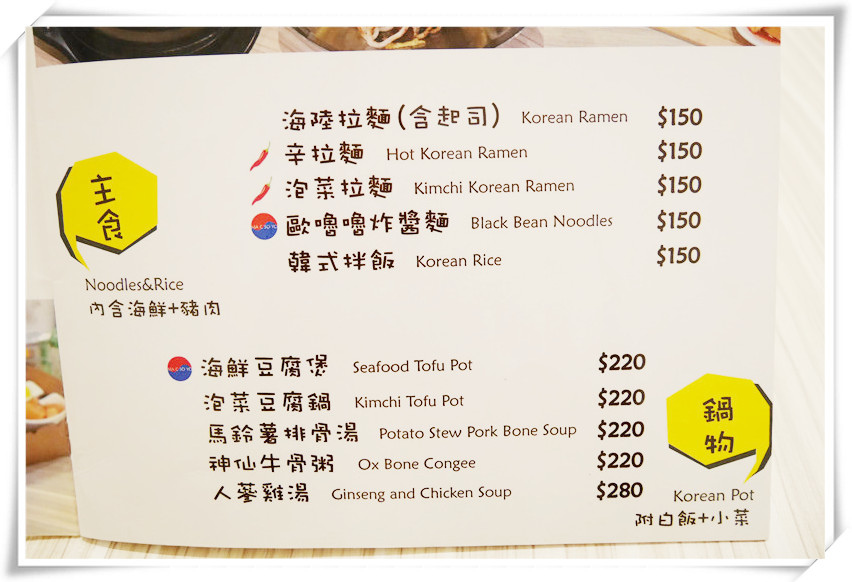 海陸拉麵(含起司) Korean Ramen $150
辛拉麵 Hot Korean Ramen $150
泡菜拉麵 Kimchi Korean Ramen $150
歐嚕嚕炸醬麵 Black Bean Noodles $150
韓式拌飯 Korean Rice $150
主食
Noodles&Rice
內含海鮮+豬肉
海鮮豆腐煲 Seafood Tofu Pot $220
泡菜豆腐鍋 Kimchi Tofu Pot $220
馬鈴薯排骨湯 Potato Stew Pork Bone Soup $220
神仙牛骨粥 Ox Bone Congee $220
人蔘雞湯 Ginseng and Chicken Soup $280
鍋物
Korean Pot
附白飯+小菜